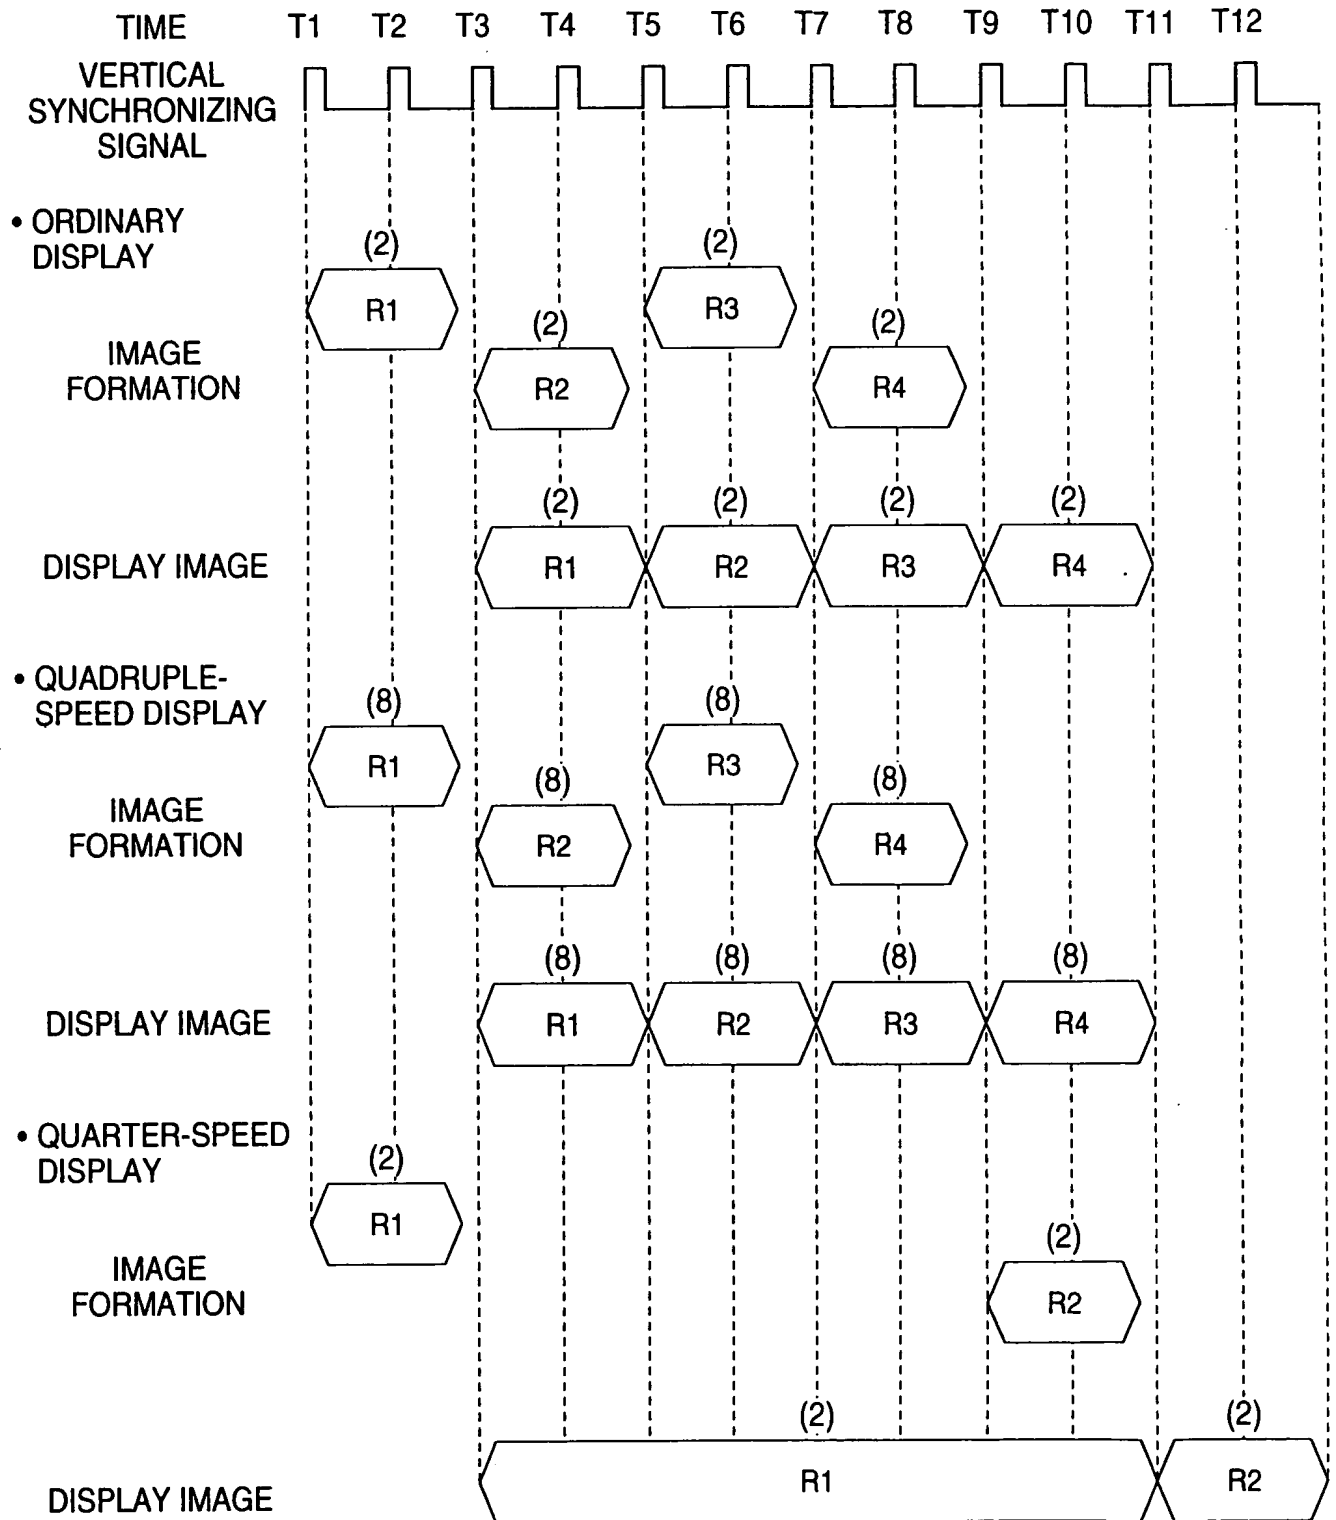 TIME T1 T2 T3 T4 T5 T6 T7 T8 T9 T10 T11 T12
VERTICAL
SYNCHRONIZING
SIGNAL
• ORDINARY
DISPLAY
(2) (2)
R1 R3
IMAGE
FORMATION
(2) (2)
R2 R4
(2) (2) (2) (2)
DISPLAY IMAGE R1 R2 R3 R4
• QUADRUPLE-
SPEED DISPLAY
(8) (8)
R1 R3
IMAGE
FORMATION
(8) (8)
R2 R4
(8) (8) (8) (8)
DISPLAY IMAGE R1 R2 R3 R4
• QUARTER-SPEED
DISPLAY
(2)
R1
IMAGE
FORMATION
(2)
R2
(2) (2)
DISPLAY IMAGE R1 R2